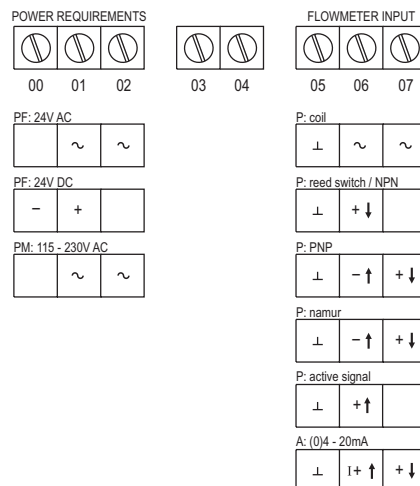 POWER REQUIREMENTS
FLOWMETER INPUT
00 01 02 03 04 05 06 07
PF: 24V AC
~ ~
PF: 24V DC
- +
PM: 115 - 230V AC
~ ~
P: coil
⊥ ~ ~
P: reed switch / NPN
⊥ +⬇
P: PNP
⊥ -⬆ +⬇
P: namur
⊥ -⬆ +⬇
P: active signal
⊥ +⬆
A: (0)4 - 20mA
⊥ I+ ⬆ +⬇